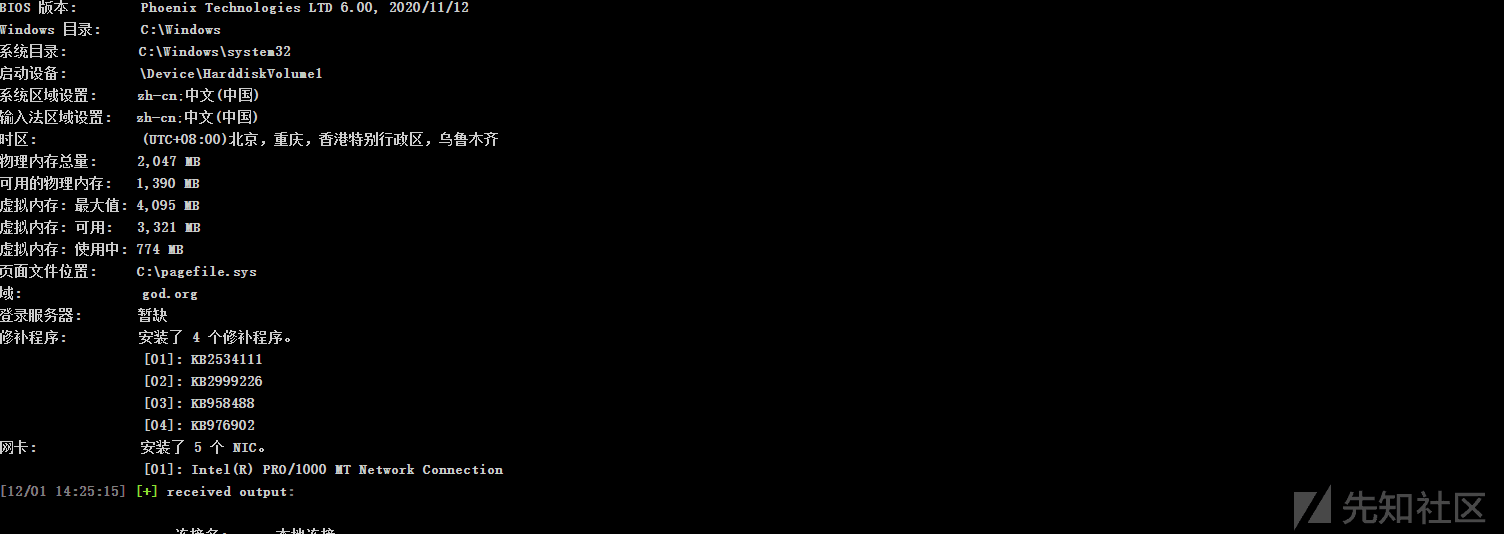 BIOS 版本: Phoenix Technologies LTD 6.00, 2020/11/12
Windows 目录: C:\Windows
系统目录: C:\Windows\system32
启动设备: \Device\HarddiskVolume1
系统区域设置: zh-cn;中文(中国)
输入法区域设置: zh-cn;中文(中国)
时区: (UTC+08:00)北京，重庆，香港特别行政区，乌鲁木齐
物理内存总量: 2,047 MB
可用的物理内存: 1,390 MB
虚拟内存: 最大值: 4,095 MB
虚拟内存: 可用: 3,321 MB
虚拟内存: 使用中: 774 MB
页面文件位置: C:\pagefile.sys
域: god.org
登录服务器: 暂缺
修补程序: 安装了 4 个修补程序。
[01]: KB2534111
[02]: KB2999226
[03]: KB958488
[04]: KB976902
网卡: 安装了 5 个 NIC。
[01]: Intel(R) PRO/1000 MT Network Connection
[12/01 14:25:15] [+] received output:
连接名: 本地连接
先知社区